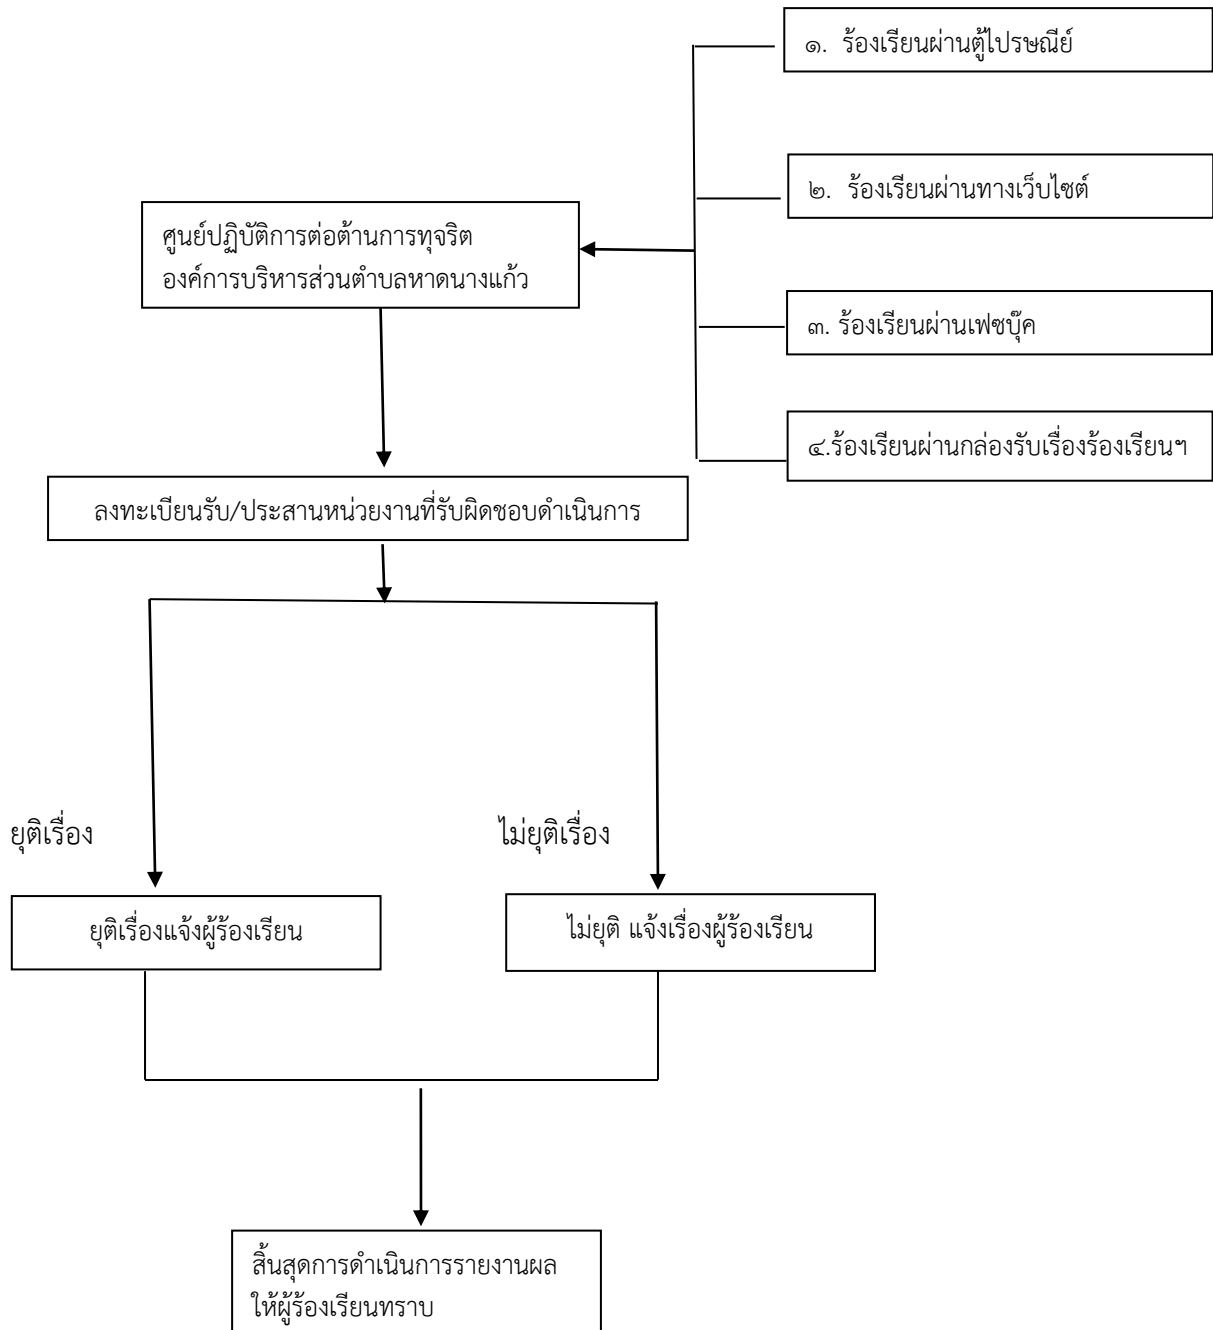 ๑. ร้องเรียนผ่านตู้ไปรษณีย์
๒. ร้องเรียนผ่านทางเว็บไซต์
ศูนย์ปฏิบัติการต่อต้านการทุจริต
องค์การบริหารส่วนตำบลหาดนางแก้ว
๓. ร้องเรียนผ่านเฟซบุ๊ค
๔.ร้องเรียนผ่านกล่องรับเรื่องร้องเรียนฯ
ลงทะเบียนรับ/ประสานหน่วยงานที่รับผิดชอบดำเนินการ
ยุติเรื่อง
ไม่ยุติเรื่อง
ยุติเรื่องแจ้งผู้ร้องเรียน
ไม่ยุติ แจ้งเรื่องผู้ร้องเรียน
สิ้นสุดการดำเนินการรายงานผล
ให้ผู้ร้องเรียนทราบ